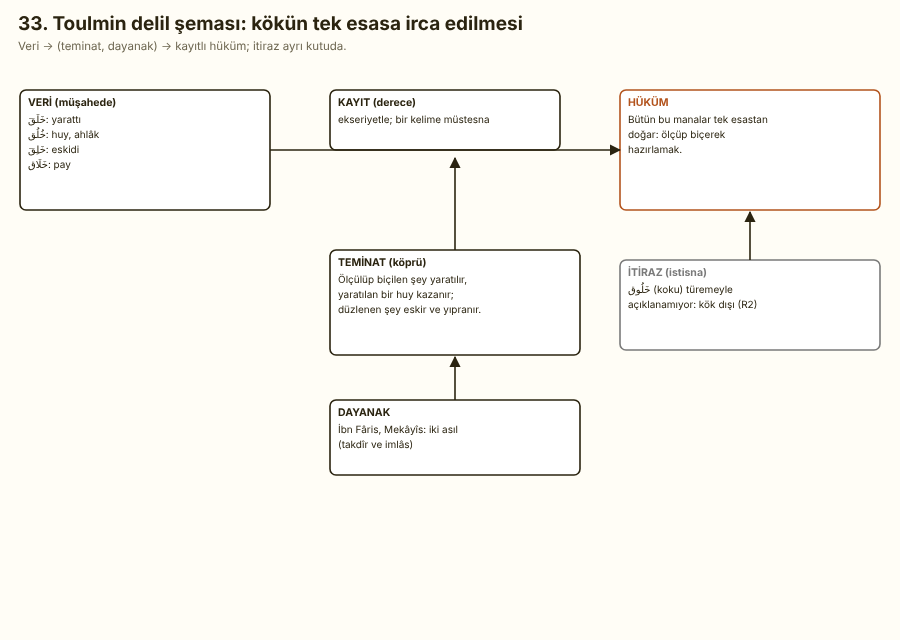 33. Toulmin delil şeması: kökün tek esasa irca edilmesi
Veri → (teminat, dayanak) → kayıtlı hüküm; itiraz ayrı kutuda.
VERİ (müşahede)
خَلَقَ: yarattı
خُلُق: huy, ahlâk
خَلِقَ: eskidi
خَلَاق: pay
KAYIT (derece)
ekseriyetle; bir kelime müstesna
HÜKÜM
Bütün bu manalar tek esastan
doğar: ölçüp biçerek
hazırlamak.
TEMİNAT (köprü)
Ölçülüp biçilen şey yaratılır,
yaratılan bir huy kazanır;
düzlenen şey eskir ve yıpranır.
İTİRAZ (istisna)
خَلُوق (koku) türemeyle
açıklanamıyor: kök dışı (R2)
DAYANAK
İbn Fâris, Mekâyîs: iki asıl
(takdîr ve imlâs)